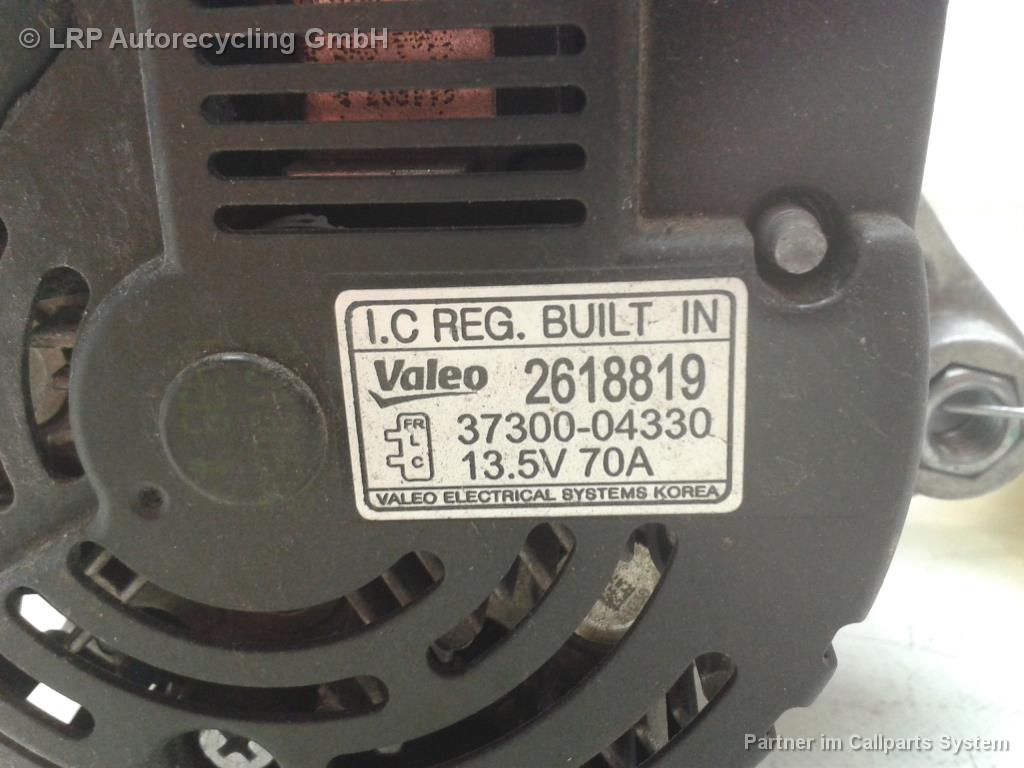 © LRP Autorecycling GmbH
I.C REG. BUILT IN
Valeo 2618819
FR
37300-04330
L
C
13.5V 70A
VALEO ELECTRICAL SYSTEMS KOREA
Partner im Callparts System